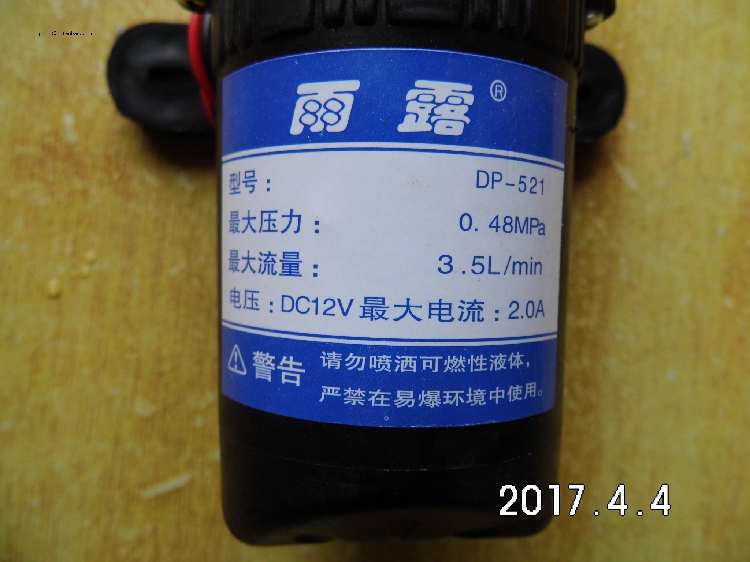 雨露®
型号: DP-521
最大压力: 0.48MPa
最大流量: 3.5L/min
电压: DC12V 最大电流: 2.0A
警告 请勿喷洒可燃性液体,
严禁在易爆环境中使用。
2017.4.4